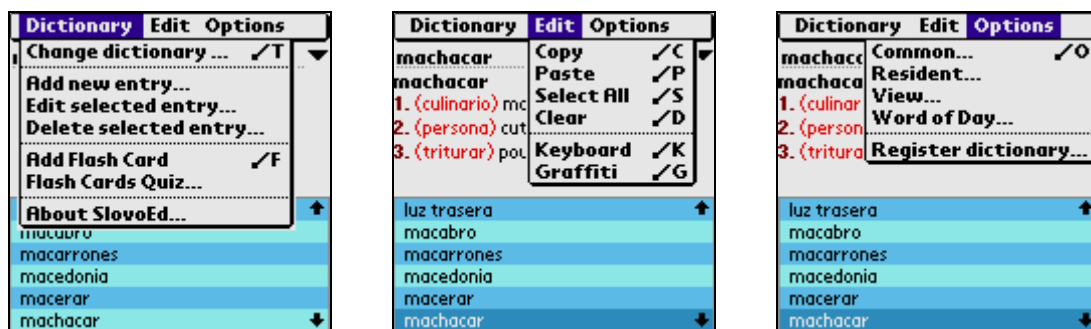 Dictionary Edit Options
Change dictionary ... /T
Add new entry...
Edit selected entry...
Delete selected entry...
Add Flash Card /F
Flash Cards Quiz...
About SlovoEd...
macabro
macarrones
macedonia
macerar
machacar
Dictionary Edit Options
machacar
machacar
1. (culinario) mc
2. (persona) cut
3. (triturar) pou
Copy /C
Paste /P
Select All /S
Clear /D
Keyboard /K
Graffiti /G
luz trasera
macabro
macarrones
macedonia
macerar
machacar
Dictionary Edit Options
machacc
machaca
1. (culinar
2. (person
3. (tritura
Common... /O
Resident...
View...
Word of Day...
Register dictionary...
luz trasera
macabro
macarrones
macedonia
macerar
machacar